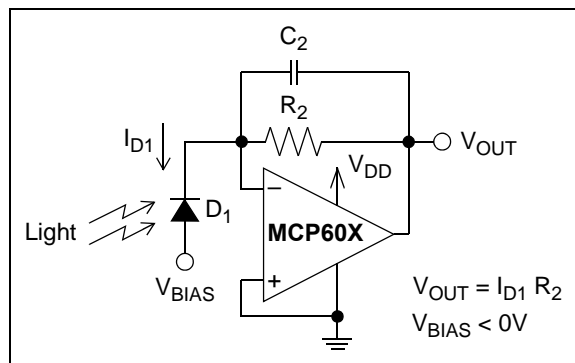 C2
R2
ID1
VOUT
VDD
−
D1
MCP60X
Light
+
VBIAS
VOUT = ID1 R2
VBIAS < 0V